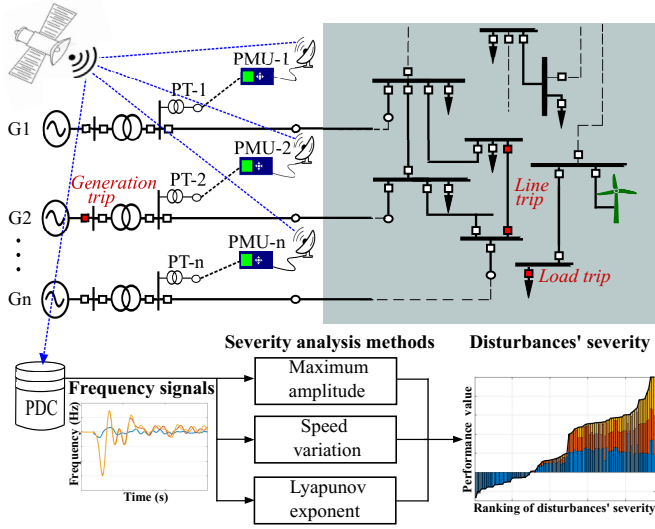 PMU-1
PT-1
G1
PMU-2
Generation
trip
PT-2
Line
trip
G2
PMU-n
PT-n
Load trip
Gn
Severity analysis methods
Disturbances' severity
PDC
Frequency signals
Frequency (Hz)
Time (s)
Maximum
amplitude
Speed
variation
Lyapunov
exponent
Performance value
Ranking of disturbances' severity